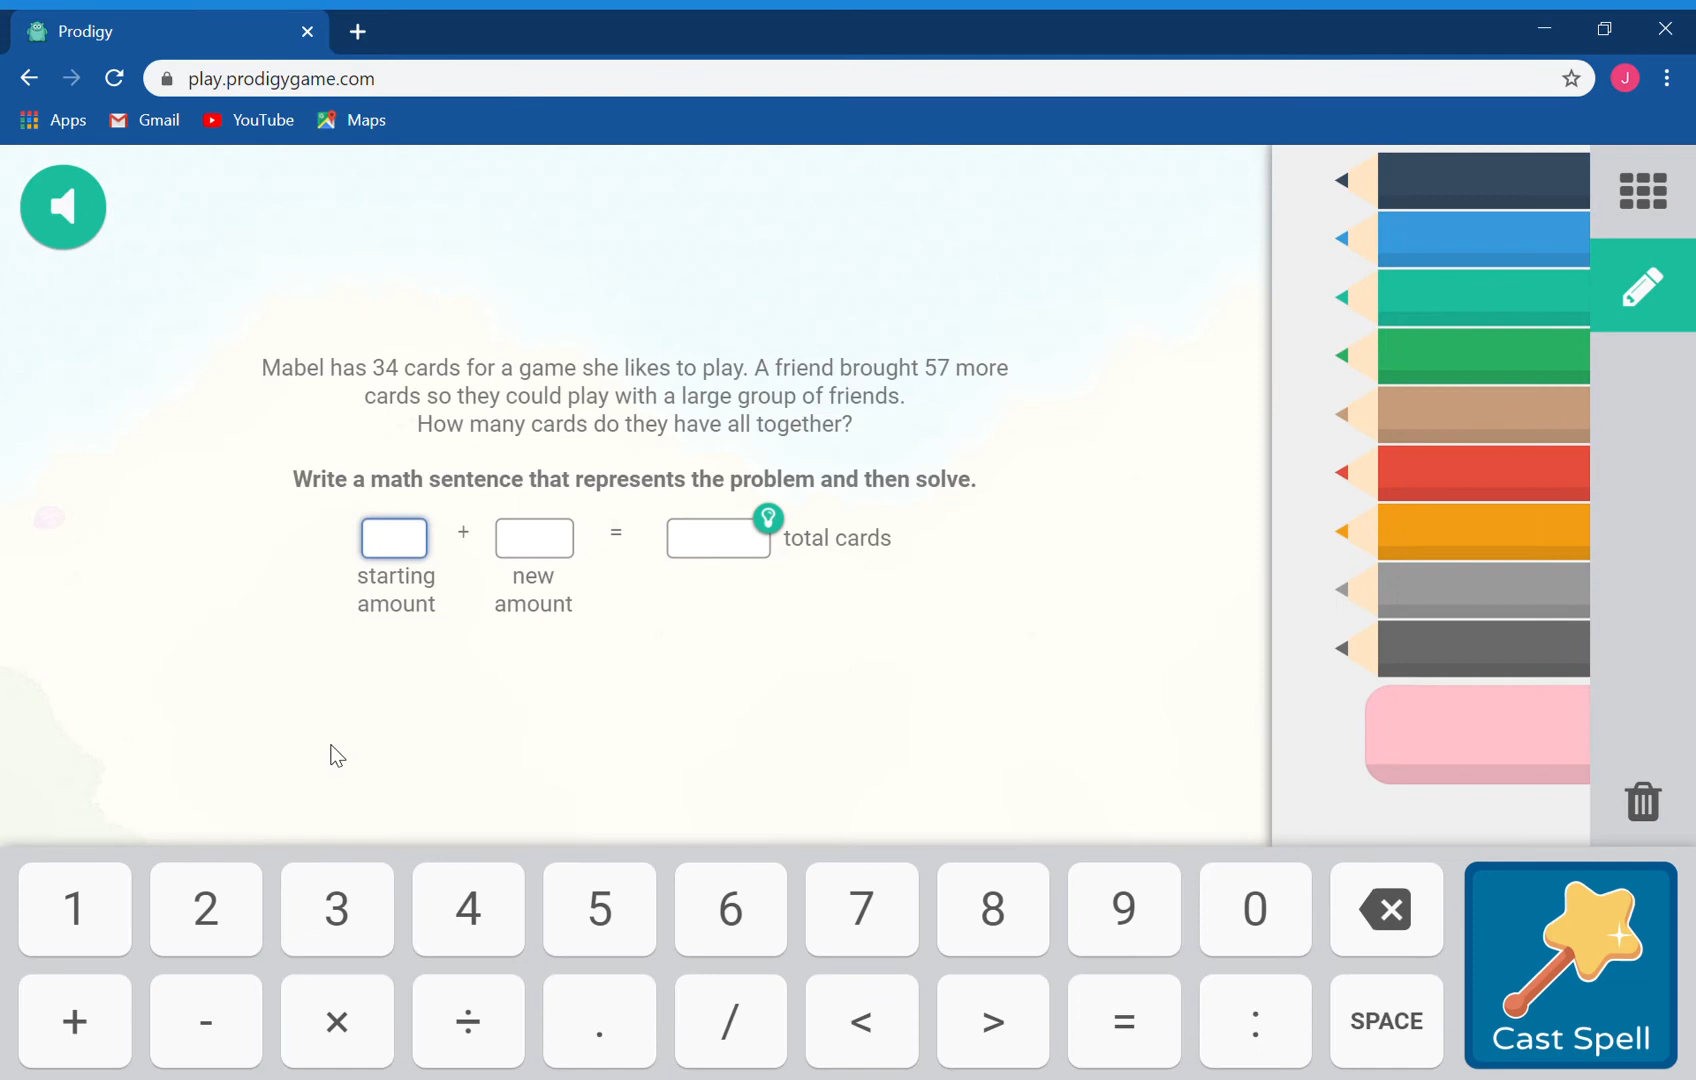 Prodigy
play.prodigygame.com
J
Apps Gmail YouTube Maps
Mabel has 34 cards for a game she likes to play. A friend brought 57 more
cards so they could play with a large group of friends.
How many cards do they have all together?
Write a math sentence that represents the problem and then solve.
+ = total cards
starting new
amount amount
1 2 3 4 5 6 7 8 9 0
+ - × ÷ . / < > = : SPACE
Cast Spell